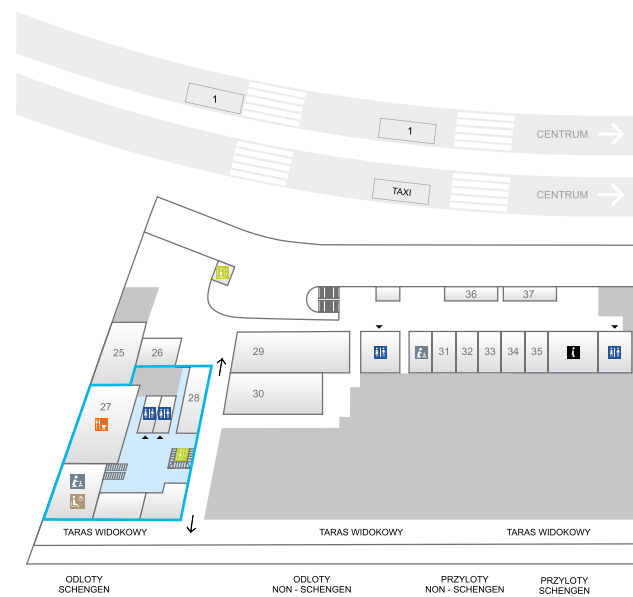 1
1
CENTRUM
TAXI
CENTRUM
36
37
25
26
29
31
32
33
34
35
i
30
28
27
TARAS WIDOKOWY
TARAS WIDOKOWY
TARAS WIDOKOWY
ODLOTY
SCHENGEN
ODLOTY
NON - SCHENGEN
PRZYLOTY
NON - SCHENGEN
PRZYLOTY
SCHENGEN